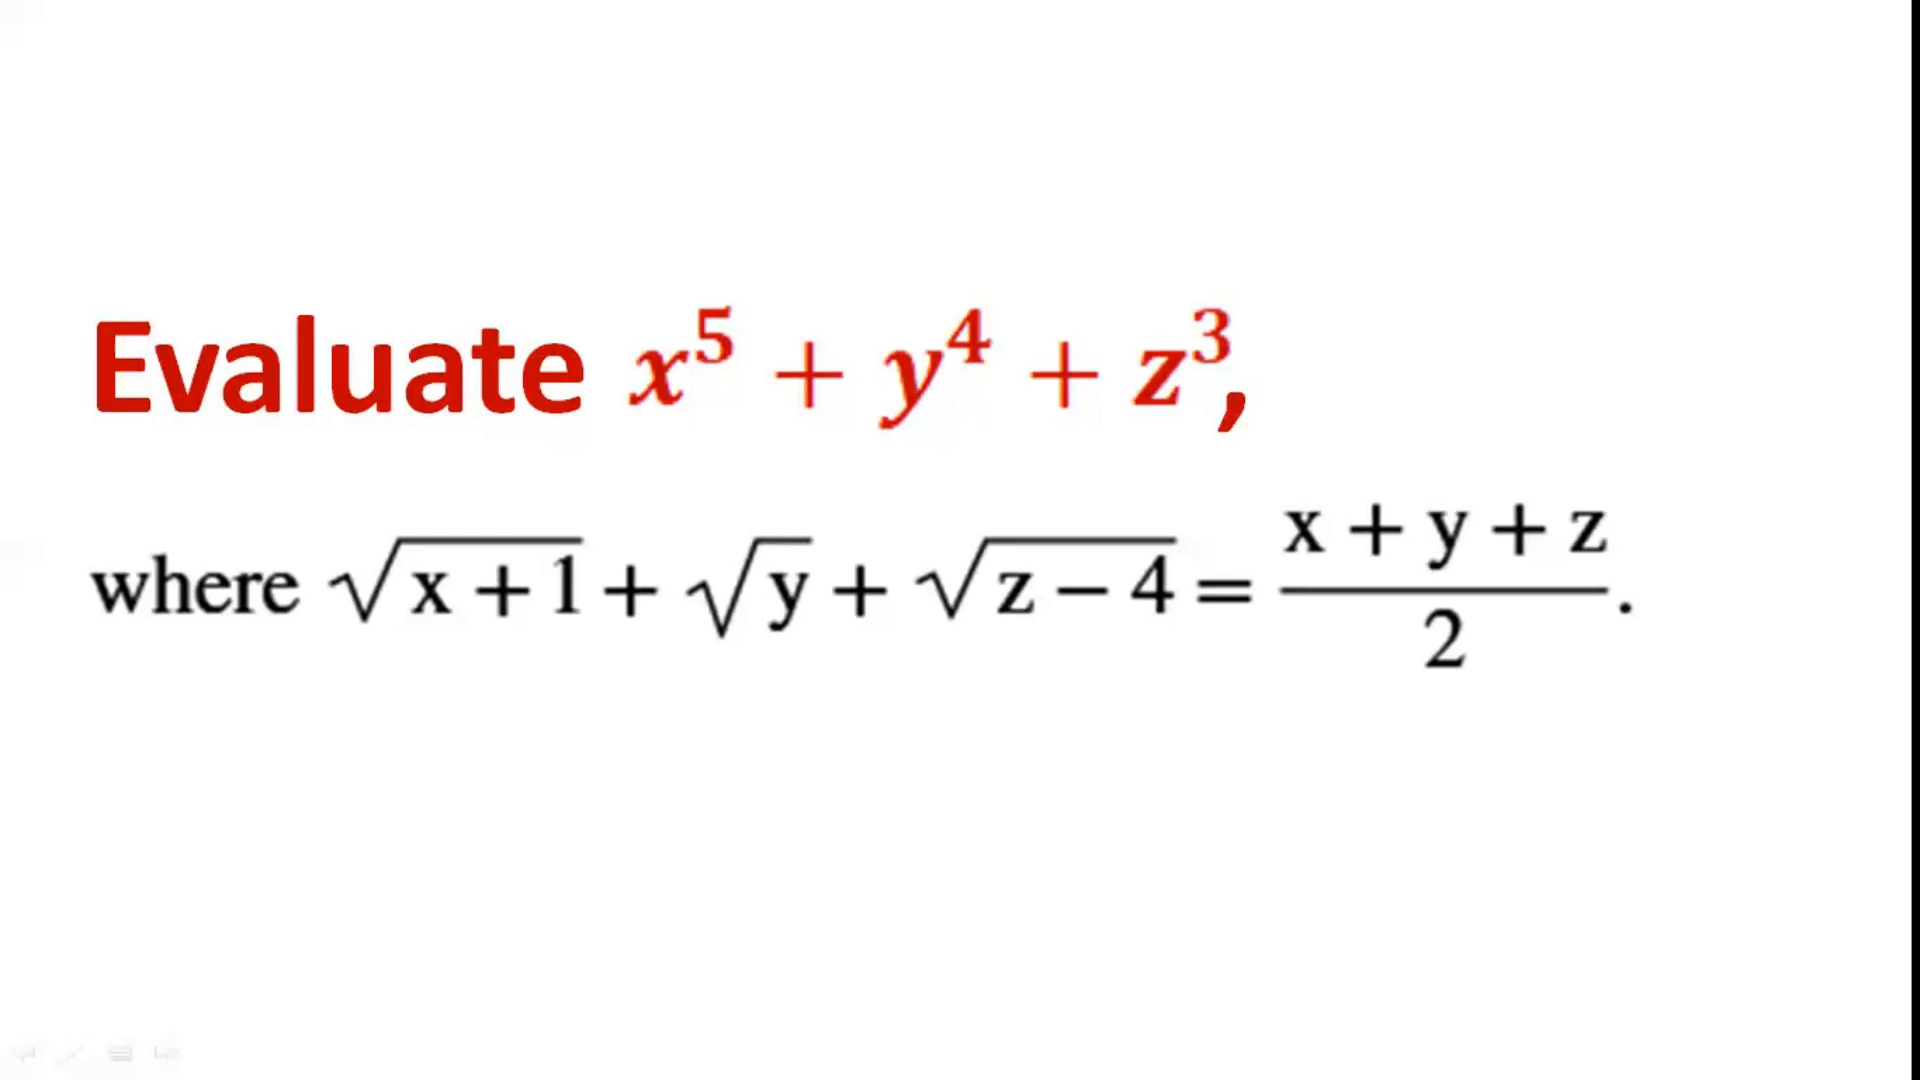 Evaluate x⁵ + y⁴ + z³,
where √(x + 1) + √y + √(z − 4) = (x + y + z)/2.